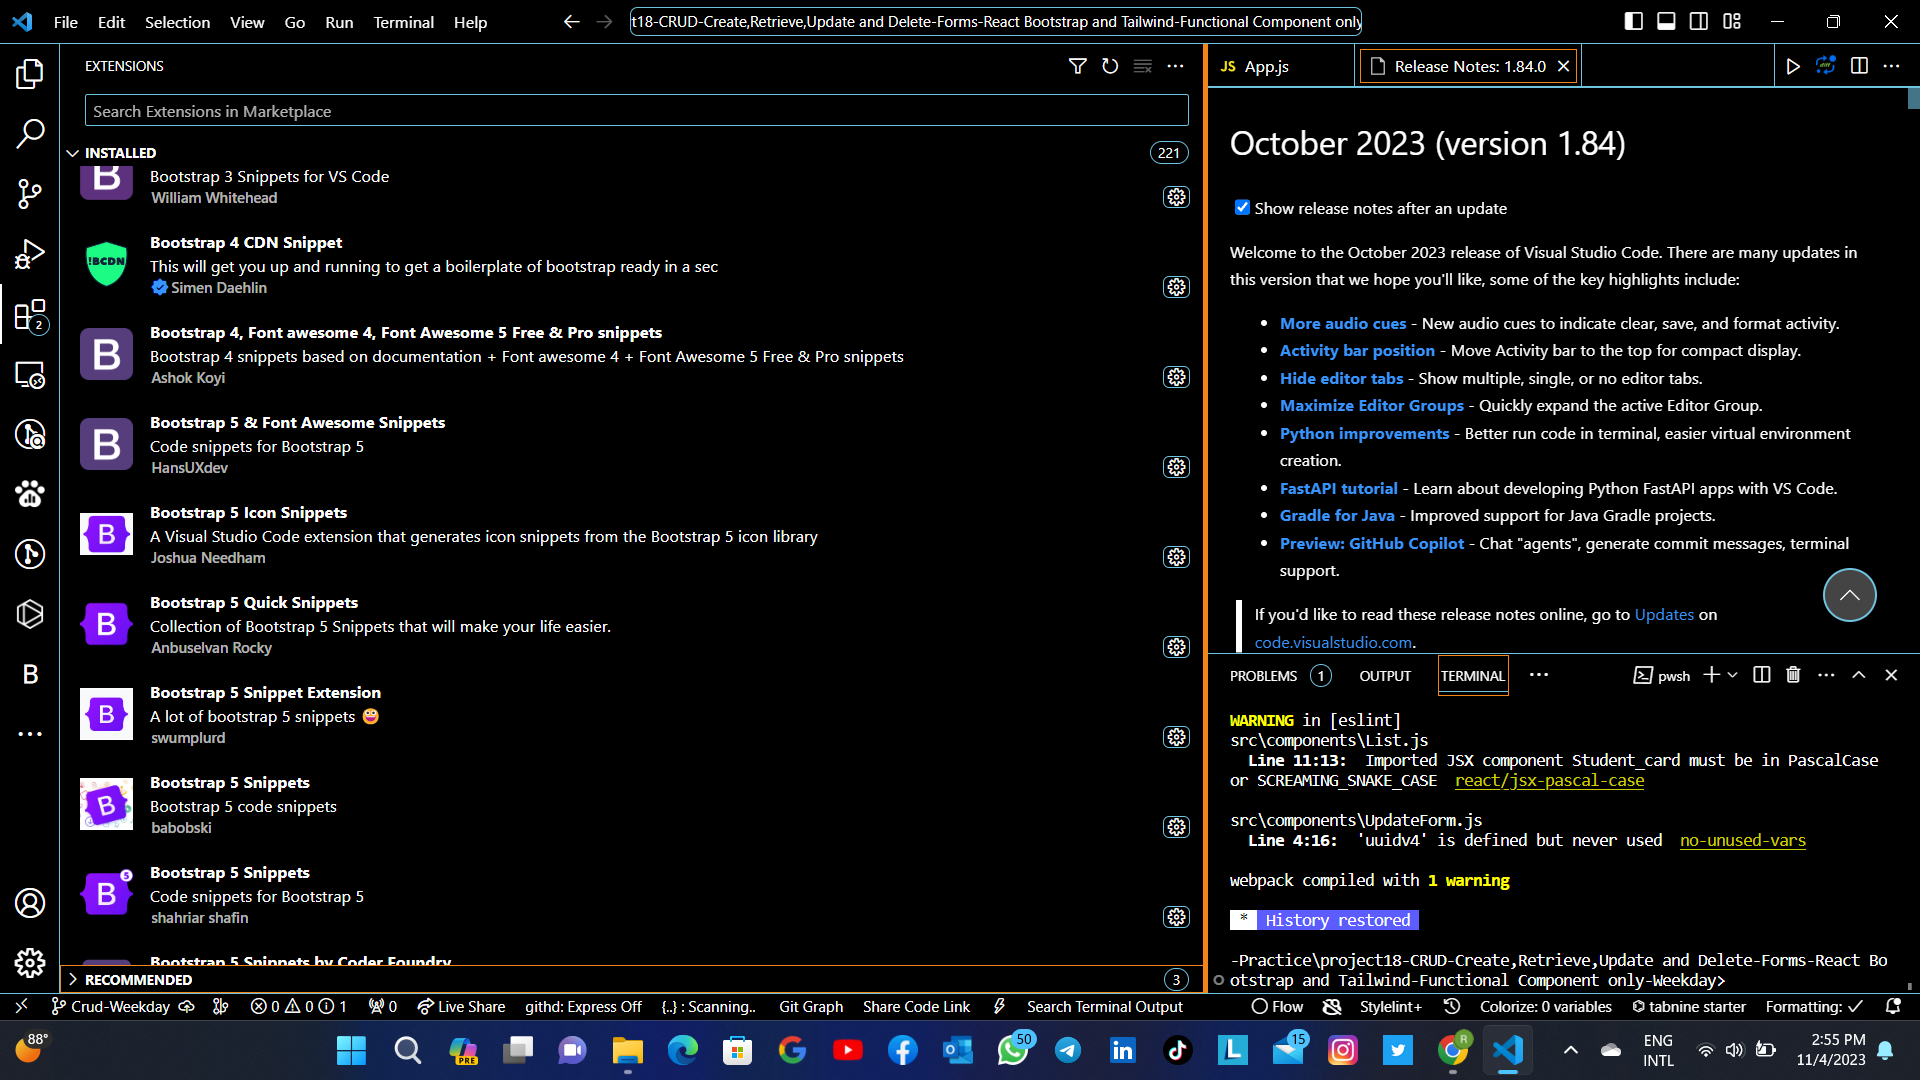 File Edit Selection View Go Run Terminal Help
t18-CRUD-Create,Retrieve,Update and Delete-Forms-React Bootstrap and Tailwind-Functional Component only
EXTENSIONS
Search Extensions in Marketplace
INSTALLED 221
Bootstrap 3 Snippets for VS Code
William Whitehead
!BCDN
Bootstrap 4 CDN Snippet
This will get you up and running to get a boilerplate of bootstrap ready in a sec
Simen Daehlin
B
Bootstrap 4, Font awesome 4, Font Awesome 5 Free & Pro snippets
Bootstrap 4 snippets based on documentation + Font awesome 4 + Font Awesome 5 Free & Pro snippets
Ashok Koyi
B
Bootstrap 5 & Font Awesome Snippets
Code snippets for Bootstrap 5
HansUXdev
B
Bootstrap 5 Icon Snippets
A Visual Studio Code extension that generates icon snippets from the Bootstrap 5 icon library
Joshua Needham
B
Bootstrap 5 Quick Snippets
Collection of Bootstrap 5 Snippets that will make your life easier.
Anbuselvan Rocky
B
Bootstrap 5 Snippet Extension
A lot of bootstrap 5 snippets 😀
swumplurd
B
Bootstrap 5 Snippets
Bootstrap 5 code snippets
babobski
B 5
Bootstrap 5 Snippets
Code snippets for Bootstrap 5
shahriar shafin
Bootstrap 5 Snippets by Coder Foundry
RECOMMENDED 3
2
B
JS App.js
Release Notes: 1.84.0
October 2023 (version 1.84)
Show release notes after an update
Welcome to the October 2023 release of Visual Studio Code. There are many updates in
this version that we hope you'll like, some of the key highlights include:
• More audio cues - New audio cues to indicate clear, save, and format activity.
• Activity bar position - Move Activity bar to the top for compact display.
• Hide editor tabs - Show multiple, single, or no editor tabs.
• Maximize Editor Groups - Quickly expand the active Editor Group.
• Python improvements - Better run code in terminal, easier virtual environment
creation.
• FastAPI tutorial - Learn about developing Python FastAPI apps with VS Code.
• Gradle for Java - Improved support for Java Gradle projects.
• Preview: GitHub Copilot - Chat "agents", generate commit messages, terminal
support.
If you'd like to read these release notes online, go to Updates on
code.visualstudio.com.
PROBLEMS 1 OUTPUT TERMINAL ··· pwsh
WARNING in [eslint]
src\components\List.js
Line 11:13: Imported JSX component Student_card must be in PascalCase
or SCREAMING_SNAKE_CASE react/jsx-pascal-case
src\components\UpdateForm.js
Line 4:16: 'uuidv4' is defined but never used no-unused-vars
webpack compiled with 1 warning
* History restored
-Practice\project18-CRUD-Create,Retrieve,Update and Delete-Forms-React Bo
otstrap and Tailwind-Functional Component only-Weekday>
Crud-Weekday 0 0 1 0 Live Share githd: Express Off {..} : Scanning.. Git Graph Share Code Link Search Terminal Output Flow Stylelint+ Colorize: 0 variables tabnine starter Formatting: ✓
88°
PRE
50
15
R
ENG
INTL
2:55 PM
11/4/2023